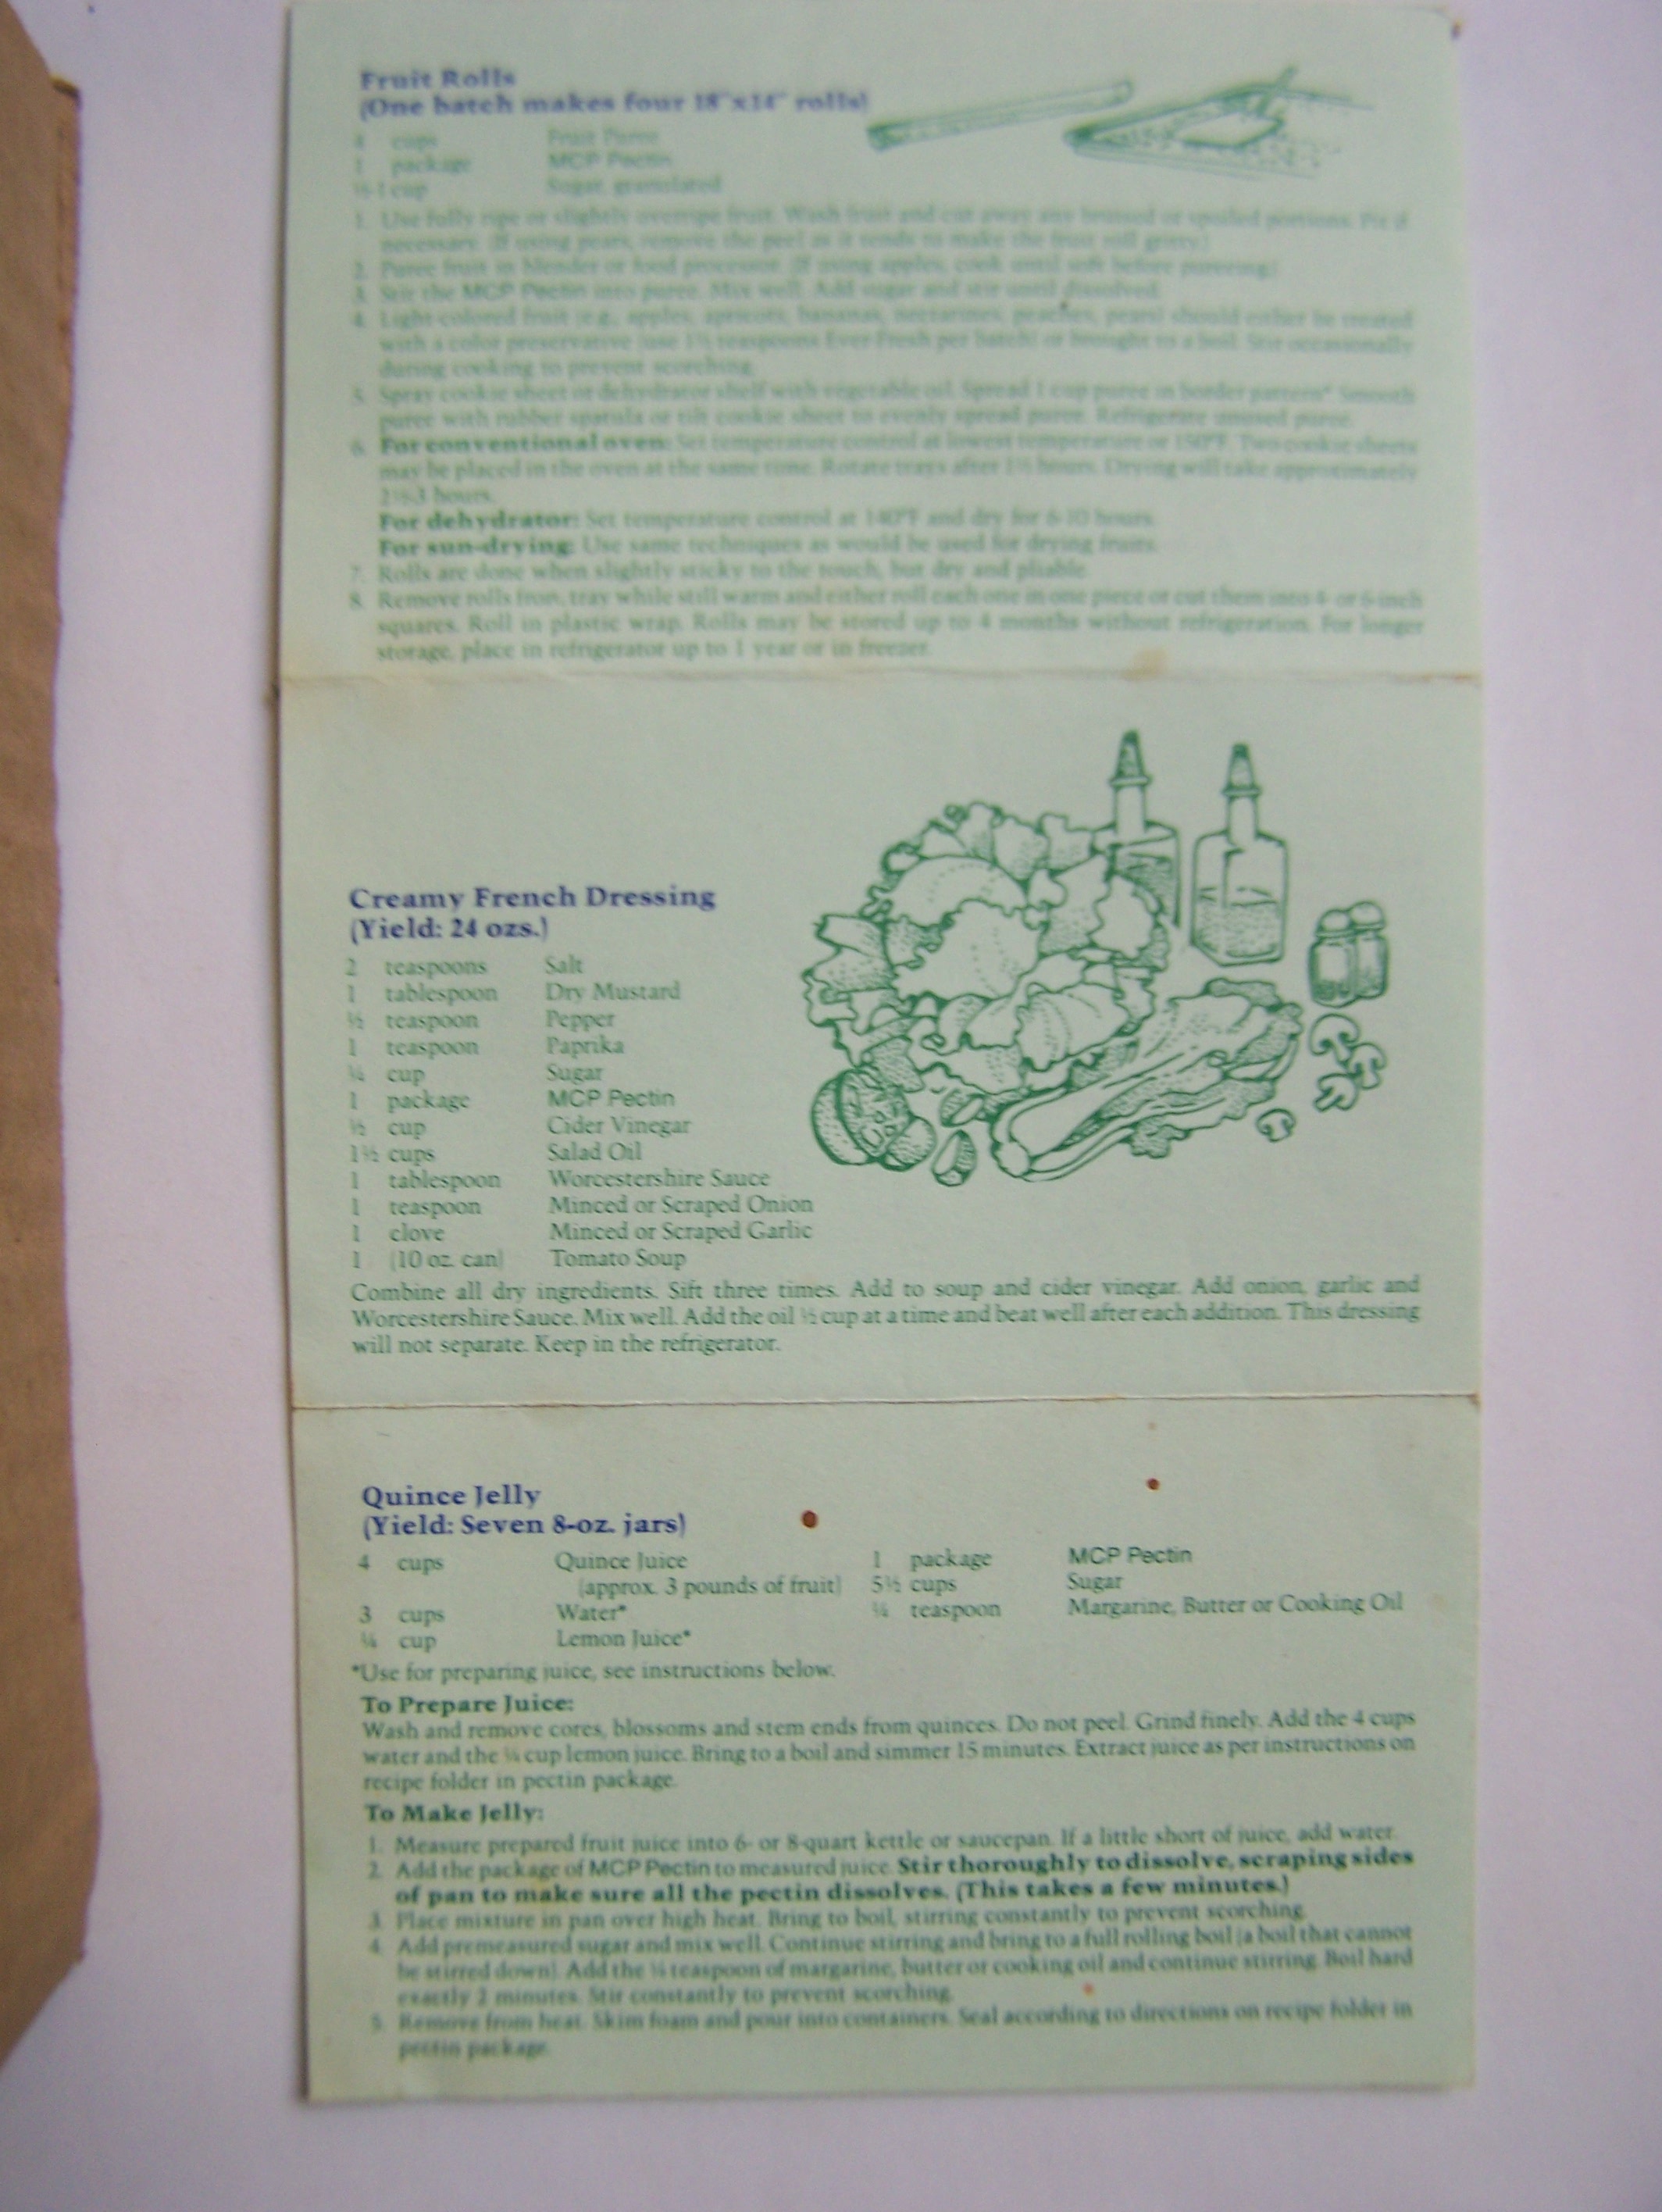 Fruit Rolls
(One batch makes four 18"x14" rolls)
4 cups Fruit Puree
1 package MCP Pectin
½-1 cup Sugar, granulated
1. Use fully ripe or slightly overripe fruit. Wash fruit and cut away any bruised or spoiled portions. Pit if
necessary. (If using pears, remove the peel as it tends to make the fruit roll gritty.)
2. Puree fruit in blender or food processor. (If using apples, cook until soft before pureeing.)
3. Stir the MCP Pectin into puree. Mix well. Add sugar and stir until dissolved.
4. Light-colored fruit (e.g., apples, apricots, bananas, nectarines, peaches, pears) should either be treated
with a color preservative (use 1½ teaspoons Ever-Fresh per batch) or brought to a boil. Stir occasionally
during cooking to prevent scorching.
5. Spray cookie sheet or dehydrator shelf with vegetable oil. Spread 1 cup puree in border pattern* Smooth
puree with rubber spatula or tilt cookie sheet to evenly spread puree. Refrigerate unused puree.
6. For conventional oven: Set temperature control at lowest temperature or 150°F. Two cookie sheets
may be placed in the oven at the same time. Rotate trays after 1½ hours. Drying will take approximately
2½-3 hours.
For dehydrator: Set temperature control at 140°F and dry for 6-10 hours.
For sun-drying: Use same techniques as would be used for drying fruits.
7. Rolls are done when slightly sticky to the touch, but dry and pliable.
8. Remove rolls from tray while still warm and either roll each one in one piece or cut them into 4- or 6-inch
squares. Roll in plastic wrap. Rolls may be stored up to 4 months without refrigeration. For longer
storage, place in refrigerator up to 1 year or in freezer.
Creamy French Dressing
(Yield: 24 ozs.)
2 teaspoons Salt
1 tablespoon Dry Mustard
½ teaspoon Pepper
1 teaspoon Paprika
¼ cup Sugar
1 package MCP Pectin
½ cup Cider Vinegar
1½ cups Salad Oil
1 tablespoon Worcestershire Sauce
1 teaspoon Minced or Scraped Onion
1 clove Minced or Scraped Garlic
1 (10 oz. can) Tomato Soup
Combine all dry ingredients. Sift three times. Add to soup and cider vinegar. Add onion, garlic and
Worcestershire Sauce. Mix well. Add the oil ½ cup at a time and beat well after each addition. This dressing
will not separate. Keep in the refrigerator.
Quince Jelly
(Yield: Seven 8-oz. jars)
4 cups Quince Juice 1 package MCP Pectin
(approx. 3 pounds of fruit) 5½ cups Sugar
3 cups Water* ¼ teaspoon Margarine, Butter or Cooking Oil
¼ cup Lemon Juice*
*Use for preparing juice, see instructions below.
To Prepare Juice:
Wash and remove cores, blossoms and stem ends from quinces. Do not peel. Grind finely. Add the 4 cups
water and the ¼ cup lemon juice. Bring to a boil and simmer 15 minutes. Extract juice as per instructions on
recipe folder in pectin package.
To Make Jelly:
1. Measure prepared fruit juice into 6- or 8-quart kettle or saucepan. If a little short of juice, add water.
2. Add the package of MCP Pectin to measured juice. Stir thoroughly to dissolve, scraping sides
of pan to make sure all the pectin dissolves. (This takes a few minutes.)
3. Place mixture in pan over high heat. Bring to boil, stirring constantly to prevent scorching.
4. Add premeasured sugar and mix well. Continue stirring and bring to a full rolling boil (a boil that cannot
be stirred down). Add the ¼ teaspoon of margarine, butter or cooking oil and continue stirring. Boil hard
exactly 2 minutes. Stir constantly to prevent scorching.
5. Remove from heat. Skim foam and pour into containers. Seal according to directions on recipe folder in
pectin package.